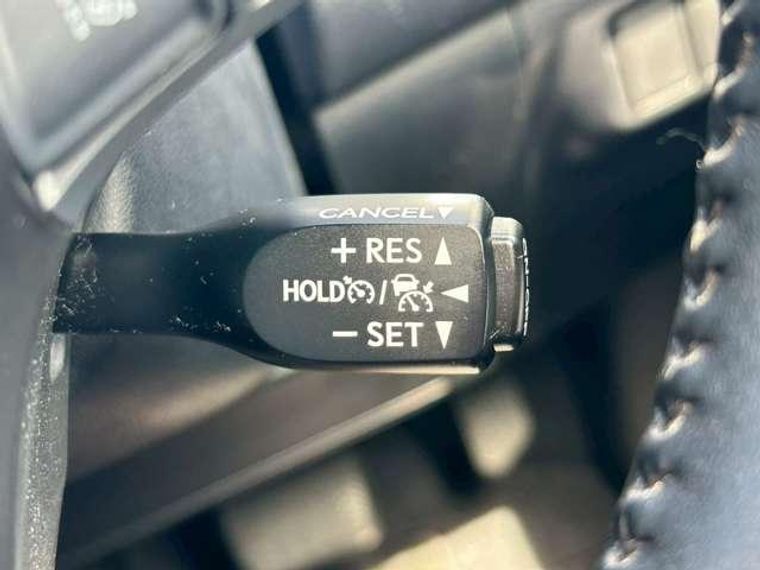 CANCEL▼
+ RES ▲
HOLD / ◄
− SET ▼